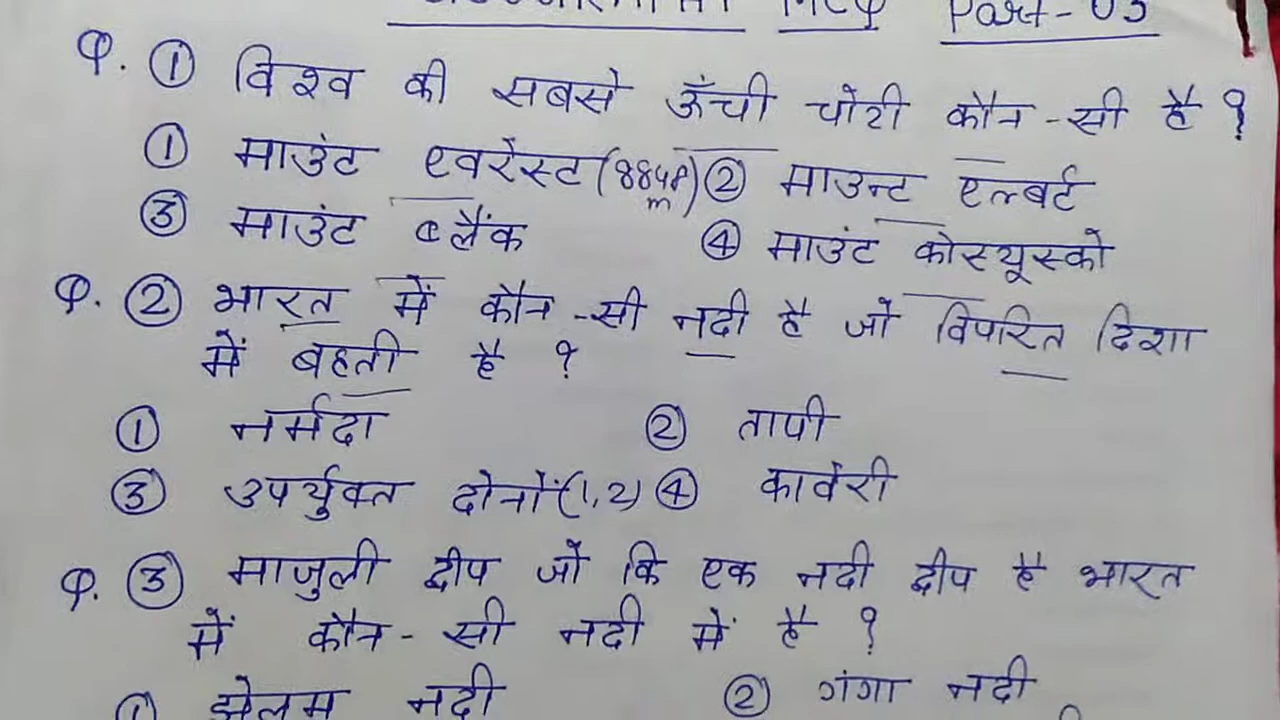 Part-03
Q. ① विश्व की सबसे ऊँची चोटी कौन-सी है ?
① माउंट एवरेस्ट (8848 m) ② माउन्ट एल्बर्ट
③ माउंट ब्लैंक ④ माउंट कोस्यूस्को
Q. ② भारत में कौन-सी नदी है जो विपरित दिशा
में बहती है ?
① नर्मदा ② तापी
③ उपर्युक्त दोनों (1,2) ④ कावेरी
Q. ③ माजुली द्वीप जो कि एक नदी द्वीप है भारत
में कौन-सी नदी में है ?
① झेलम नदी ② गंगा नदी